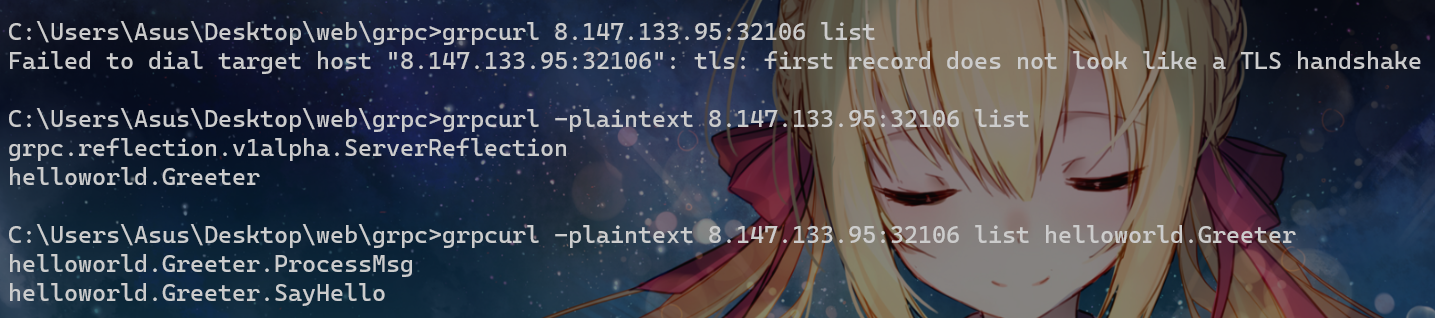 C:\Users\Asus\Desktop\web\grpc>grpcurl 8.147.133.95:32106 list
Failed to dial target host "8.147.133.95:32106": tls: first record does not look like a TLS handshake
C:\Users\Asus\Desktop\web\grpc>grpcurl -plaintext 8.147.133.95:32106 list
grpc.reflection.v1alpha.ServerReflection
helloworld.Greeter
C:\Users\Asus\Desktop\web\grpc>grpcurl -plaintext 8.147.133.95:32106 list helloworld.Greeter
helloworld.Greeter.ProcessMsg
helloworld.Greeter.SayHello